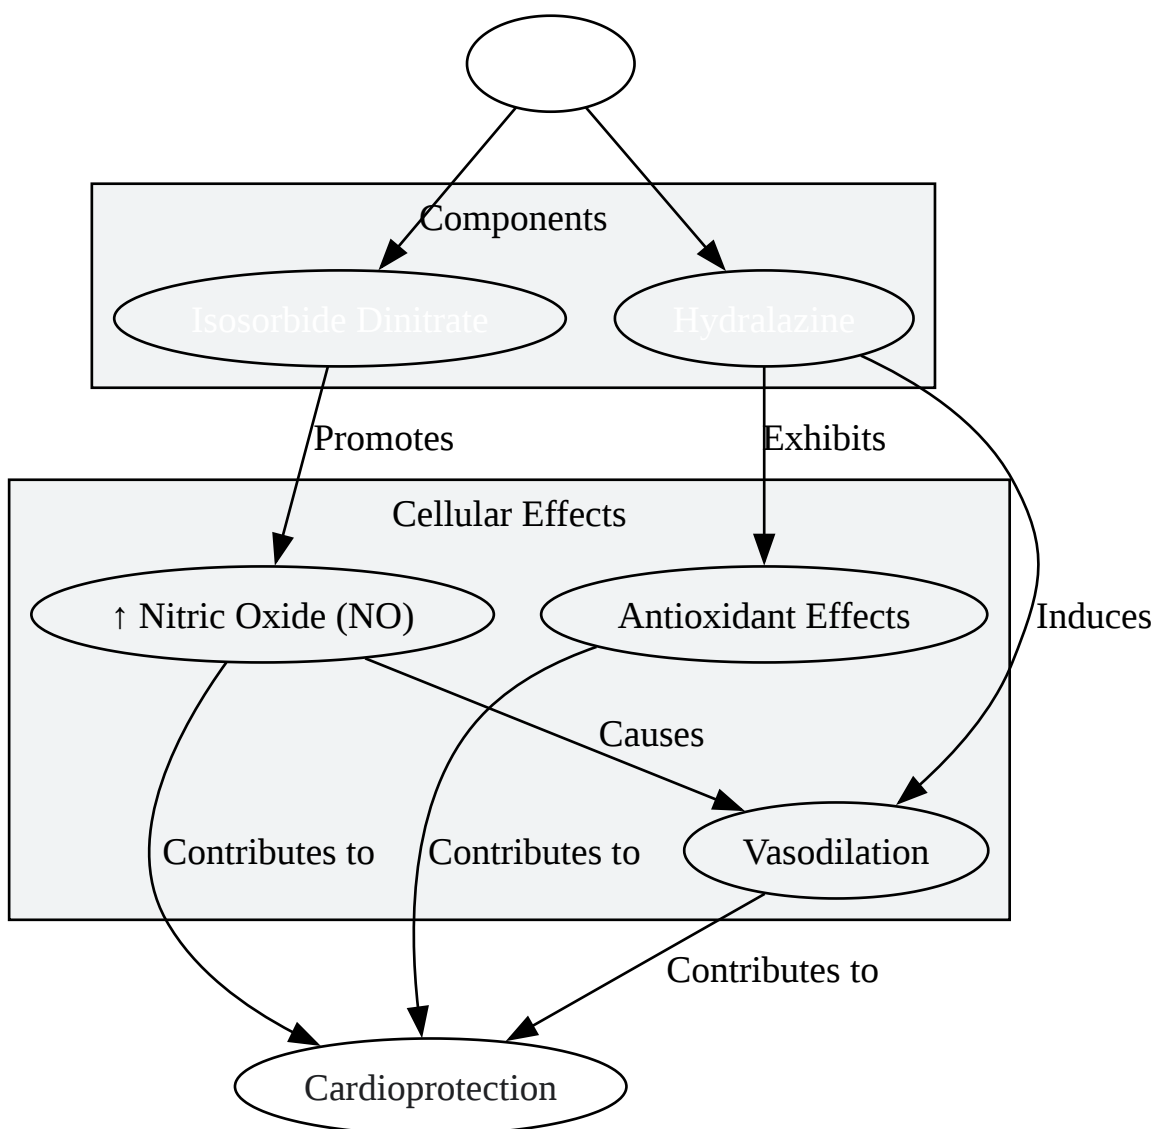 Components
Isosorbide Dinitrate
Hydralazine
Promotes
Exhibits
Cellular Effects
↑ Nitric Oxide (NO)
Antioxidant Effects
Induces
Causes
Contributes to
Contributes to
Vasodilation
Contributes to
Cardioprotection